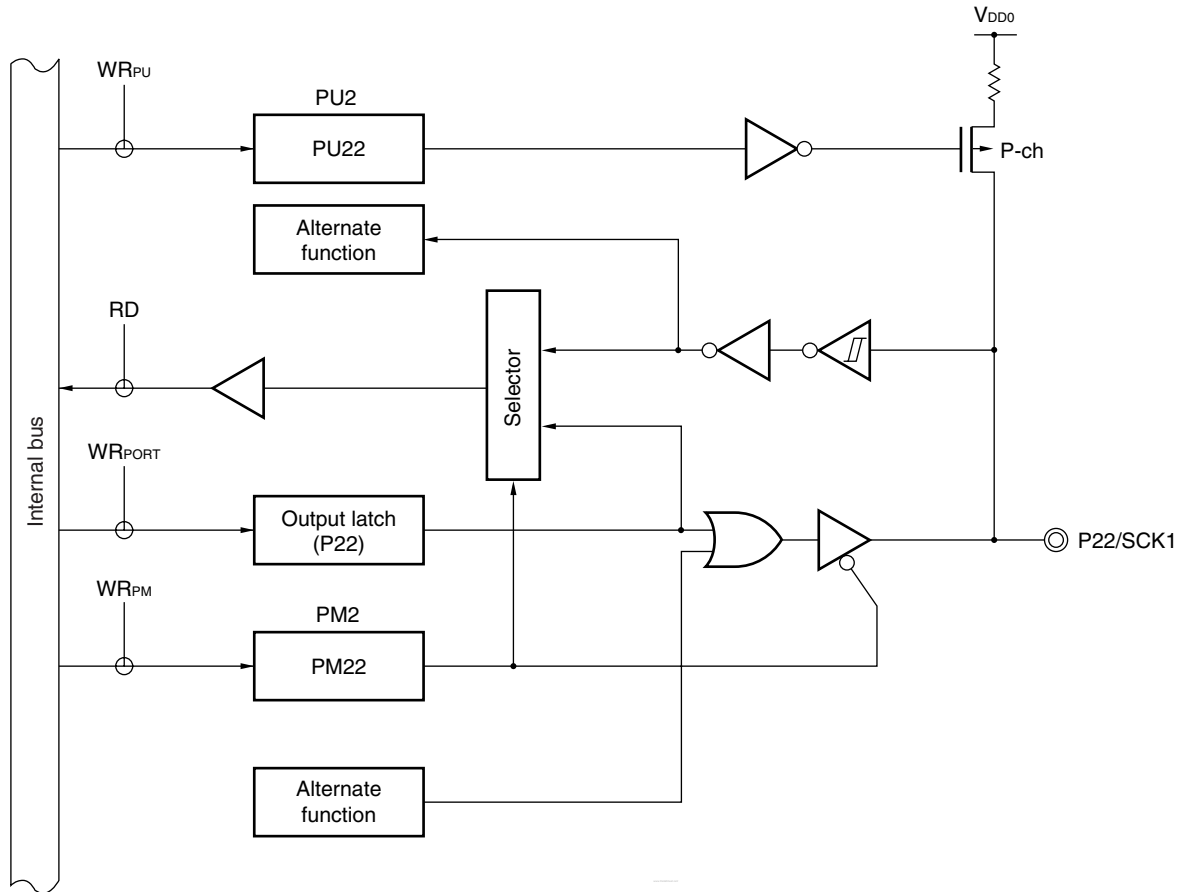 VDD0
WRPU
PU2
PU22
P-ch
Alternate
function
RD
Selector
Internal bus
WRPORT
Output latch
(P22)
P22/SCK1
WRPM
PM2
PM22
Alternate
function